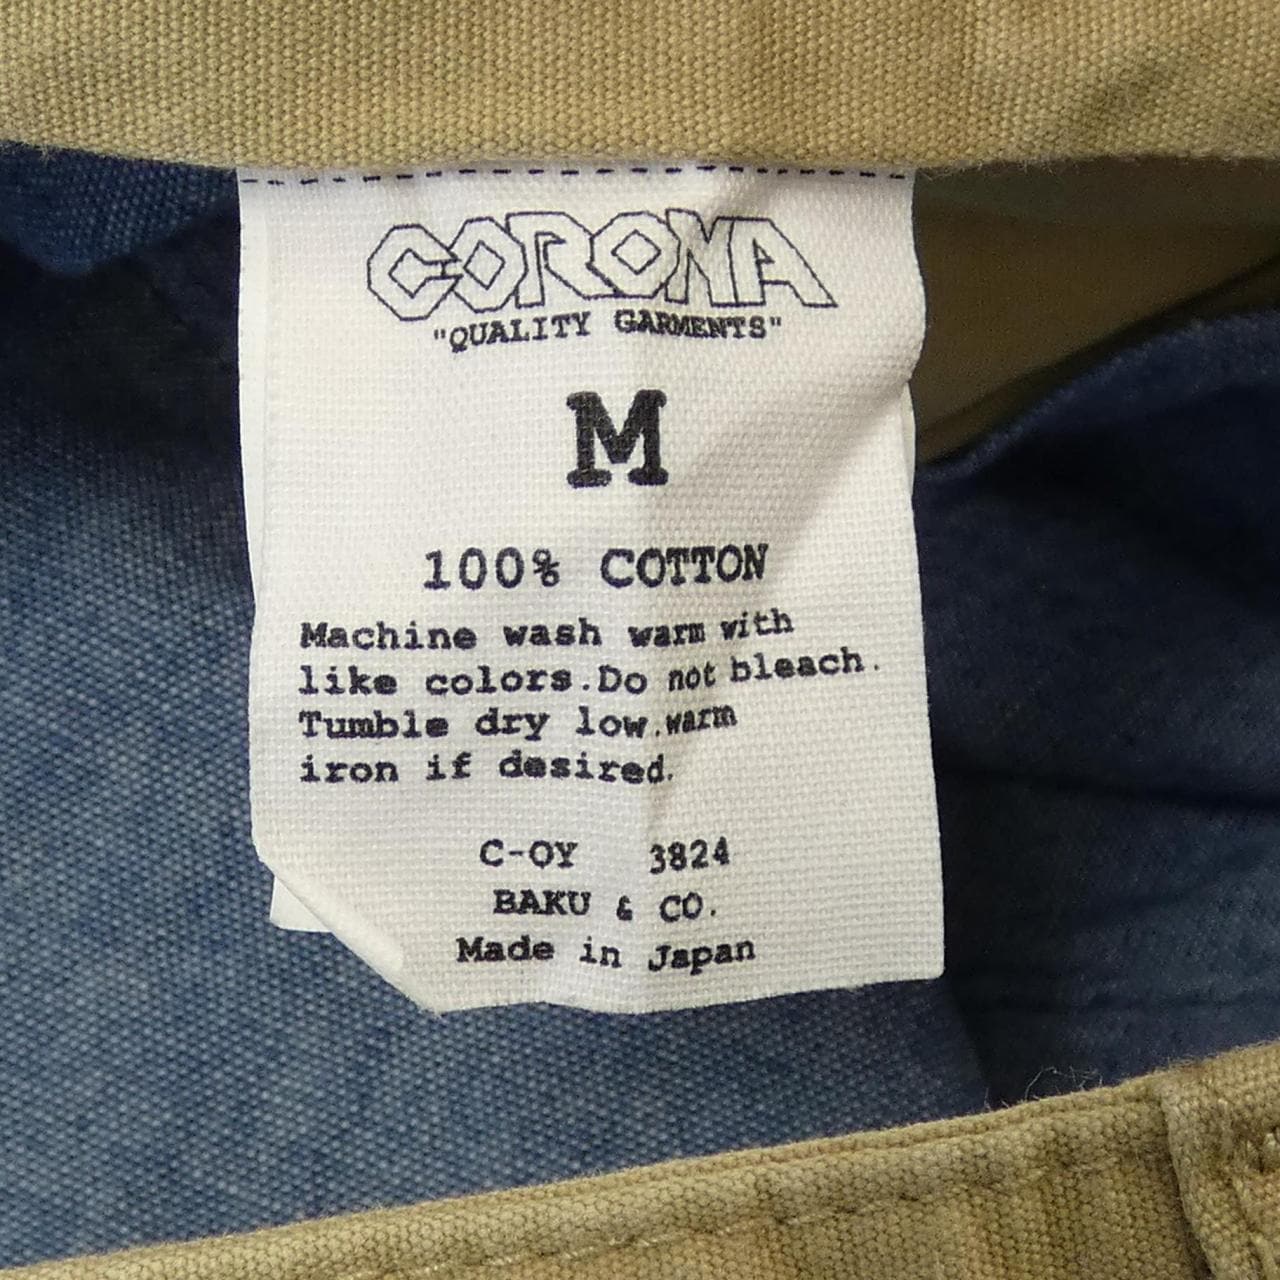 CORONA
"QUALITY GARMENTS"
M
100% COTTON
Machine wash warm with
like colors.Do not bleach.
Tumble dry low.warm
iron if desired.
C-OY 3824
BAKU & CO.
Made in Japan